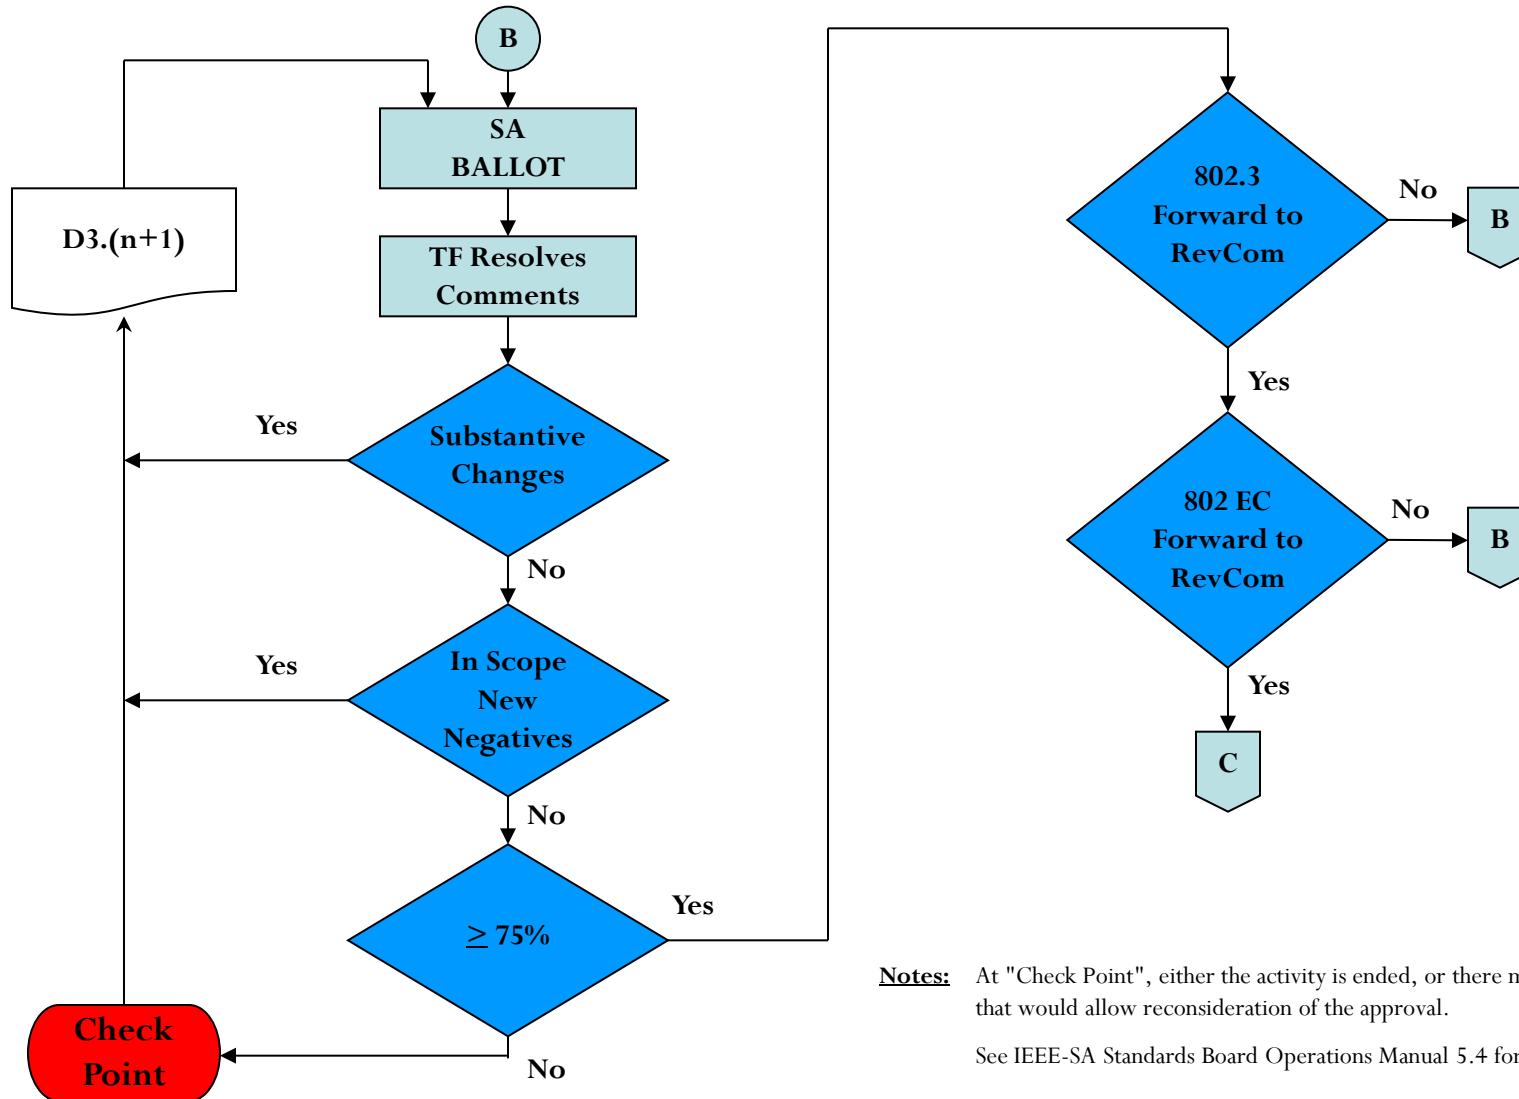 B
SA
BALLOT
D3.(n+1)
TF Resolves
Comments
Substantive
Changes
Yes
No
In Scope
New
Negatives
Yes
No
≥ 75%
Yes
No
Check
Point
802.3
Forward to
RevCom
No
B
Yes
802 EC
Forward to
RevCom
No
B
Yes
C
Notes: At "Check Point", either the activity is ended, or there
that would allow reconsideration of the approval.
See IEEE-SA Standards Board Operations Manual 5.4 for